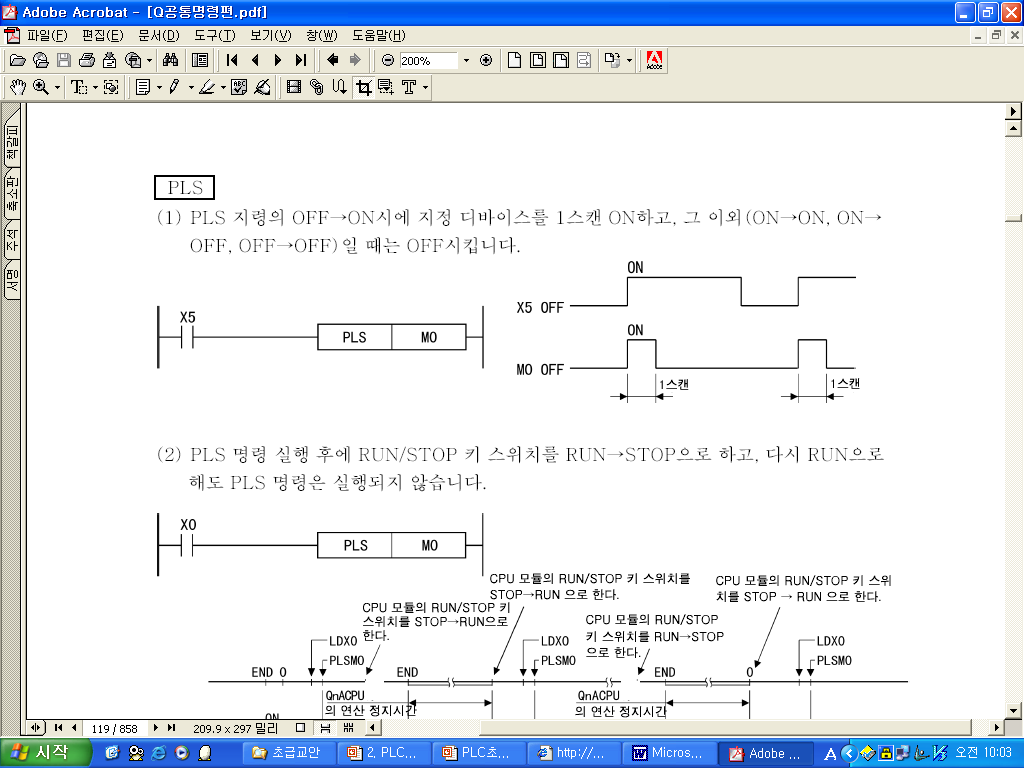 Adobe Acrobat - [Q공통명령편.pdf]
파일(F) 편집(E) 문서(D) 도구(T) 보기(V) 창(W) 도움말(H)
200%
Adobe
책갈피
축소판
주석
서명
PLS
(1) PLS 지령의 OFF→ON시에 지정 디바이스를 1스캔 ON하고, 그 이외(ON→ON, ON→
OFF, OFF→OFF)일 때는 OFF시킵니다.
ON
X5 OFF
X5
PLS M0
ON
M0 OFF
1스캔 1스캔
(2) PLS 명령 실행 후에 RUN/STOP 키 스위치를 RUN→STOP으로 하고, 다시 RUN으로
해도 PLS 명령은 실행되지 않습니다.
X0
PLS M0
CPU 모듈의 RUN/STOP 키
스위치를 STOP→RUN으로
한다.
CPU 모듈의 RUN/STOP 키 스위치를
STOP→RUN 으로 한다.
CPU 모듈의 RUN/STOP
키 스위치를 RUN→STOP
으로 한다.
CPU 모듈의 RUN/STOP 키 스위
치를 STOP → RUN 으로 한다.
LDX0 LDX0 LDX0
PLSM0 PLSM0 PLSM0
END 0 END END 0
QnACPU
의 연산 정지시간
QnACPU
의 연산 정지시간
ON
119 / 858 209.9 x 297 밀리
시작 초급교안 2. PLC... PLC초... http://... Micros... Adobe ... A 오전 10:03